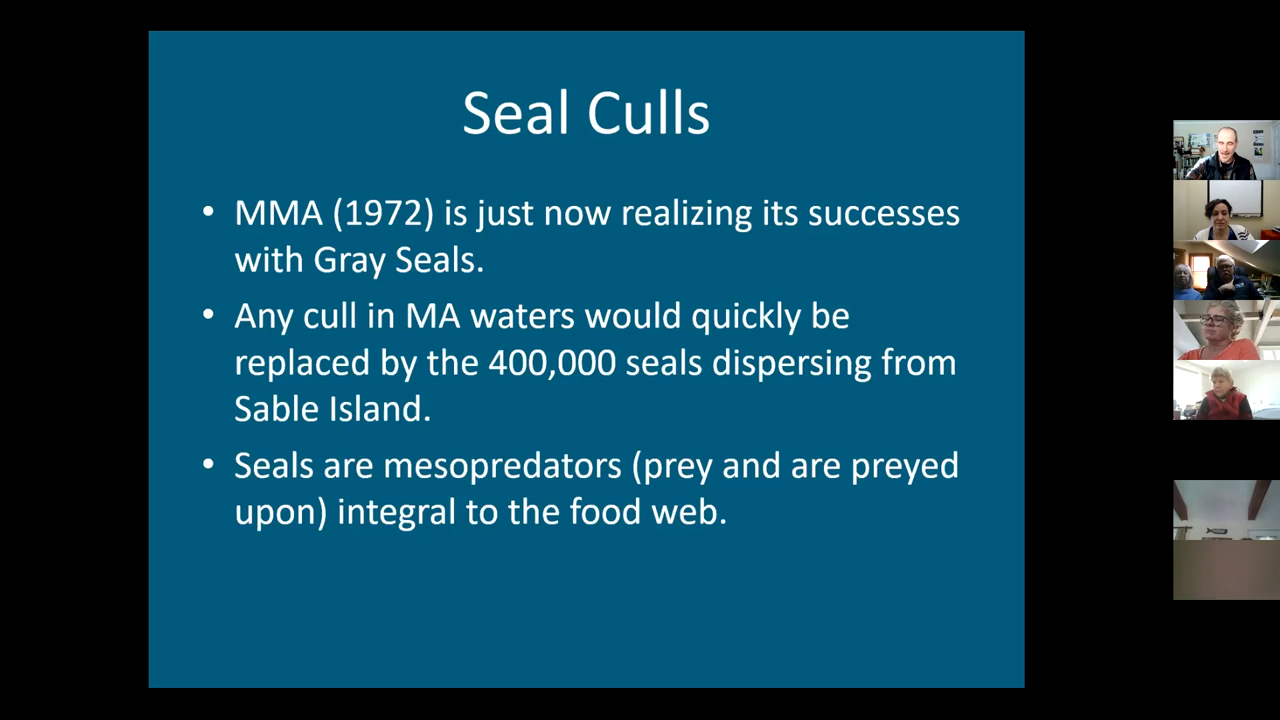 Seal Culls
• MMA (1972) is just now realizing its successes
with Gray Seals.
• Any cull in MA waters would quickly be
replaced by the 400,000 seals dispersing from
Sable Island.
• Seals are mesopredators (prey and are preyed
upon) integral to the food web.